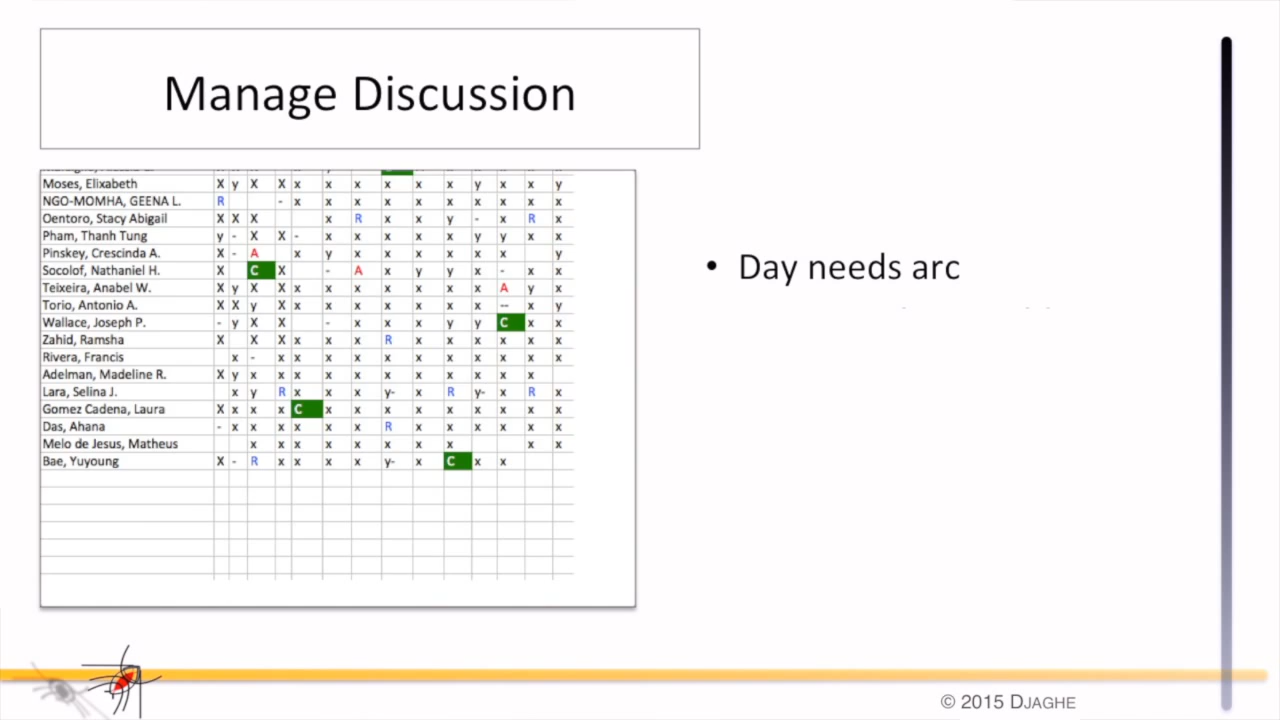 Manage Discussion
Moses, Elixabeth X y X X x x x x x x y x x y
NGO-MOMHA, GEENA L. R - x x x x x x x x x x
Oentoro, Stacy Abigail X X X x R x x y - x R x
Pham, Thanh Tung y - X X - x x x x x y y x x
Pinskey, Crescinda A. X - A x y x x x x x x y
Socolof, Nathaniel H. X C X - A x y y x - x x
Teixeira, Anabel W. X y X X x x x x x x x A y x
Torio, Antonio A. X X y X x x x x x x x -- x y
Wallace, Joseph P. - y X X - x x x y y C x x
Zahid, Ramsha X X X x x x R x x x x x x
Rivera, Francis x - x x x x x x x x x x x
Adelman, Madeline R. X y x x x x x x x x x x x
Lara, Selina J. x y R x x x y- x R y- x R x
Gomez Cadena, Laura X x x x C x x x x x x x x x
Das, Ahana - x x x x x x R x x x x x x
Melo de Jesus, Matheus x x x x x x x x x x
Bae, Yuyoung X - R x x x x y- x C x x
• Day needs arc
© 2015 DJAGHE